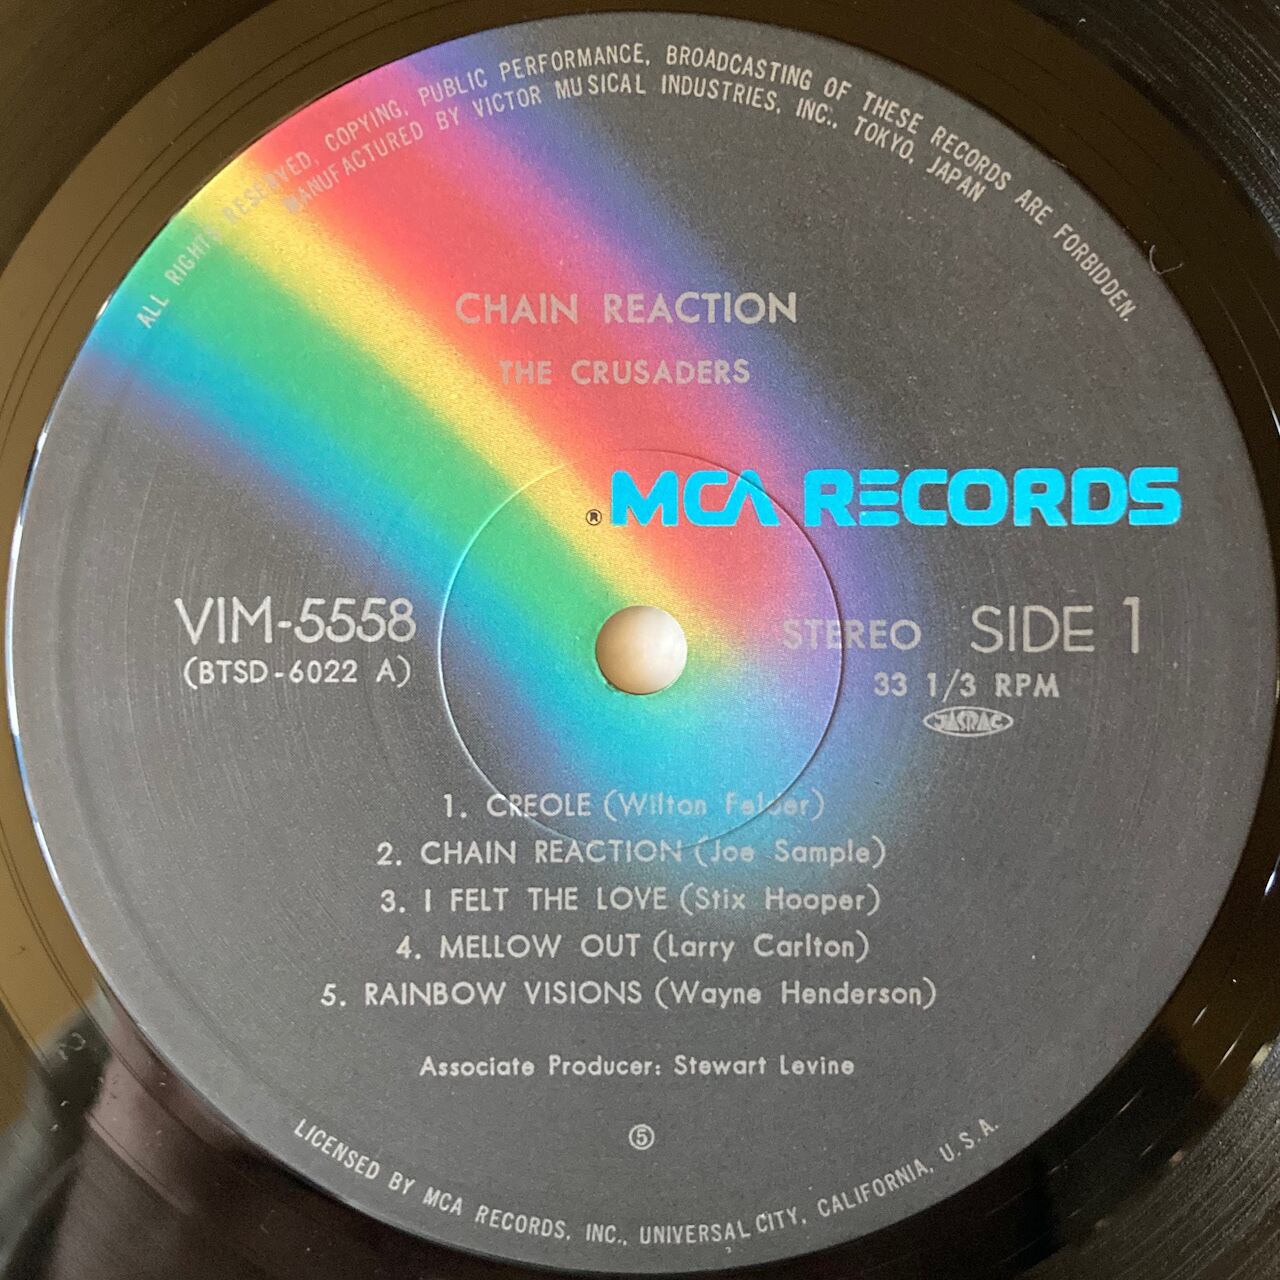 ALL RIGHTS RESERVED, COPYING, PUBLIC PERFORMANCE, BROADCASTING OF THESE RECORDS ARE FORBIDDEN.
MANUFACTURED BY VICTOR MUSICAL INDUSTRIES, INC., TOKYO, JAPAN
CHAIN REACTION
THE CRUSADERS
® MCA RECORDS
VIM-5558
(BTSD-6022 A)
STEREO SIDE 1
33 1/3 RPM
JASRAC
1. CREOLE (Wilton Felder)
2. CHAIN REACTION (Joe Sample)
3. I FELT THE LOVE (Stix Hooper)
4. MELLOW OUT (Larry Carlton)
5. RAINBOW VISIONS (Wayne Henderson)
Associate Producer: Stewart Levine
⑤
LICENSED BY MCA RECORDS, INC., UNIVERSAL CITY, CALIFORNIA, U.S.A.